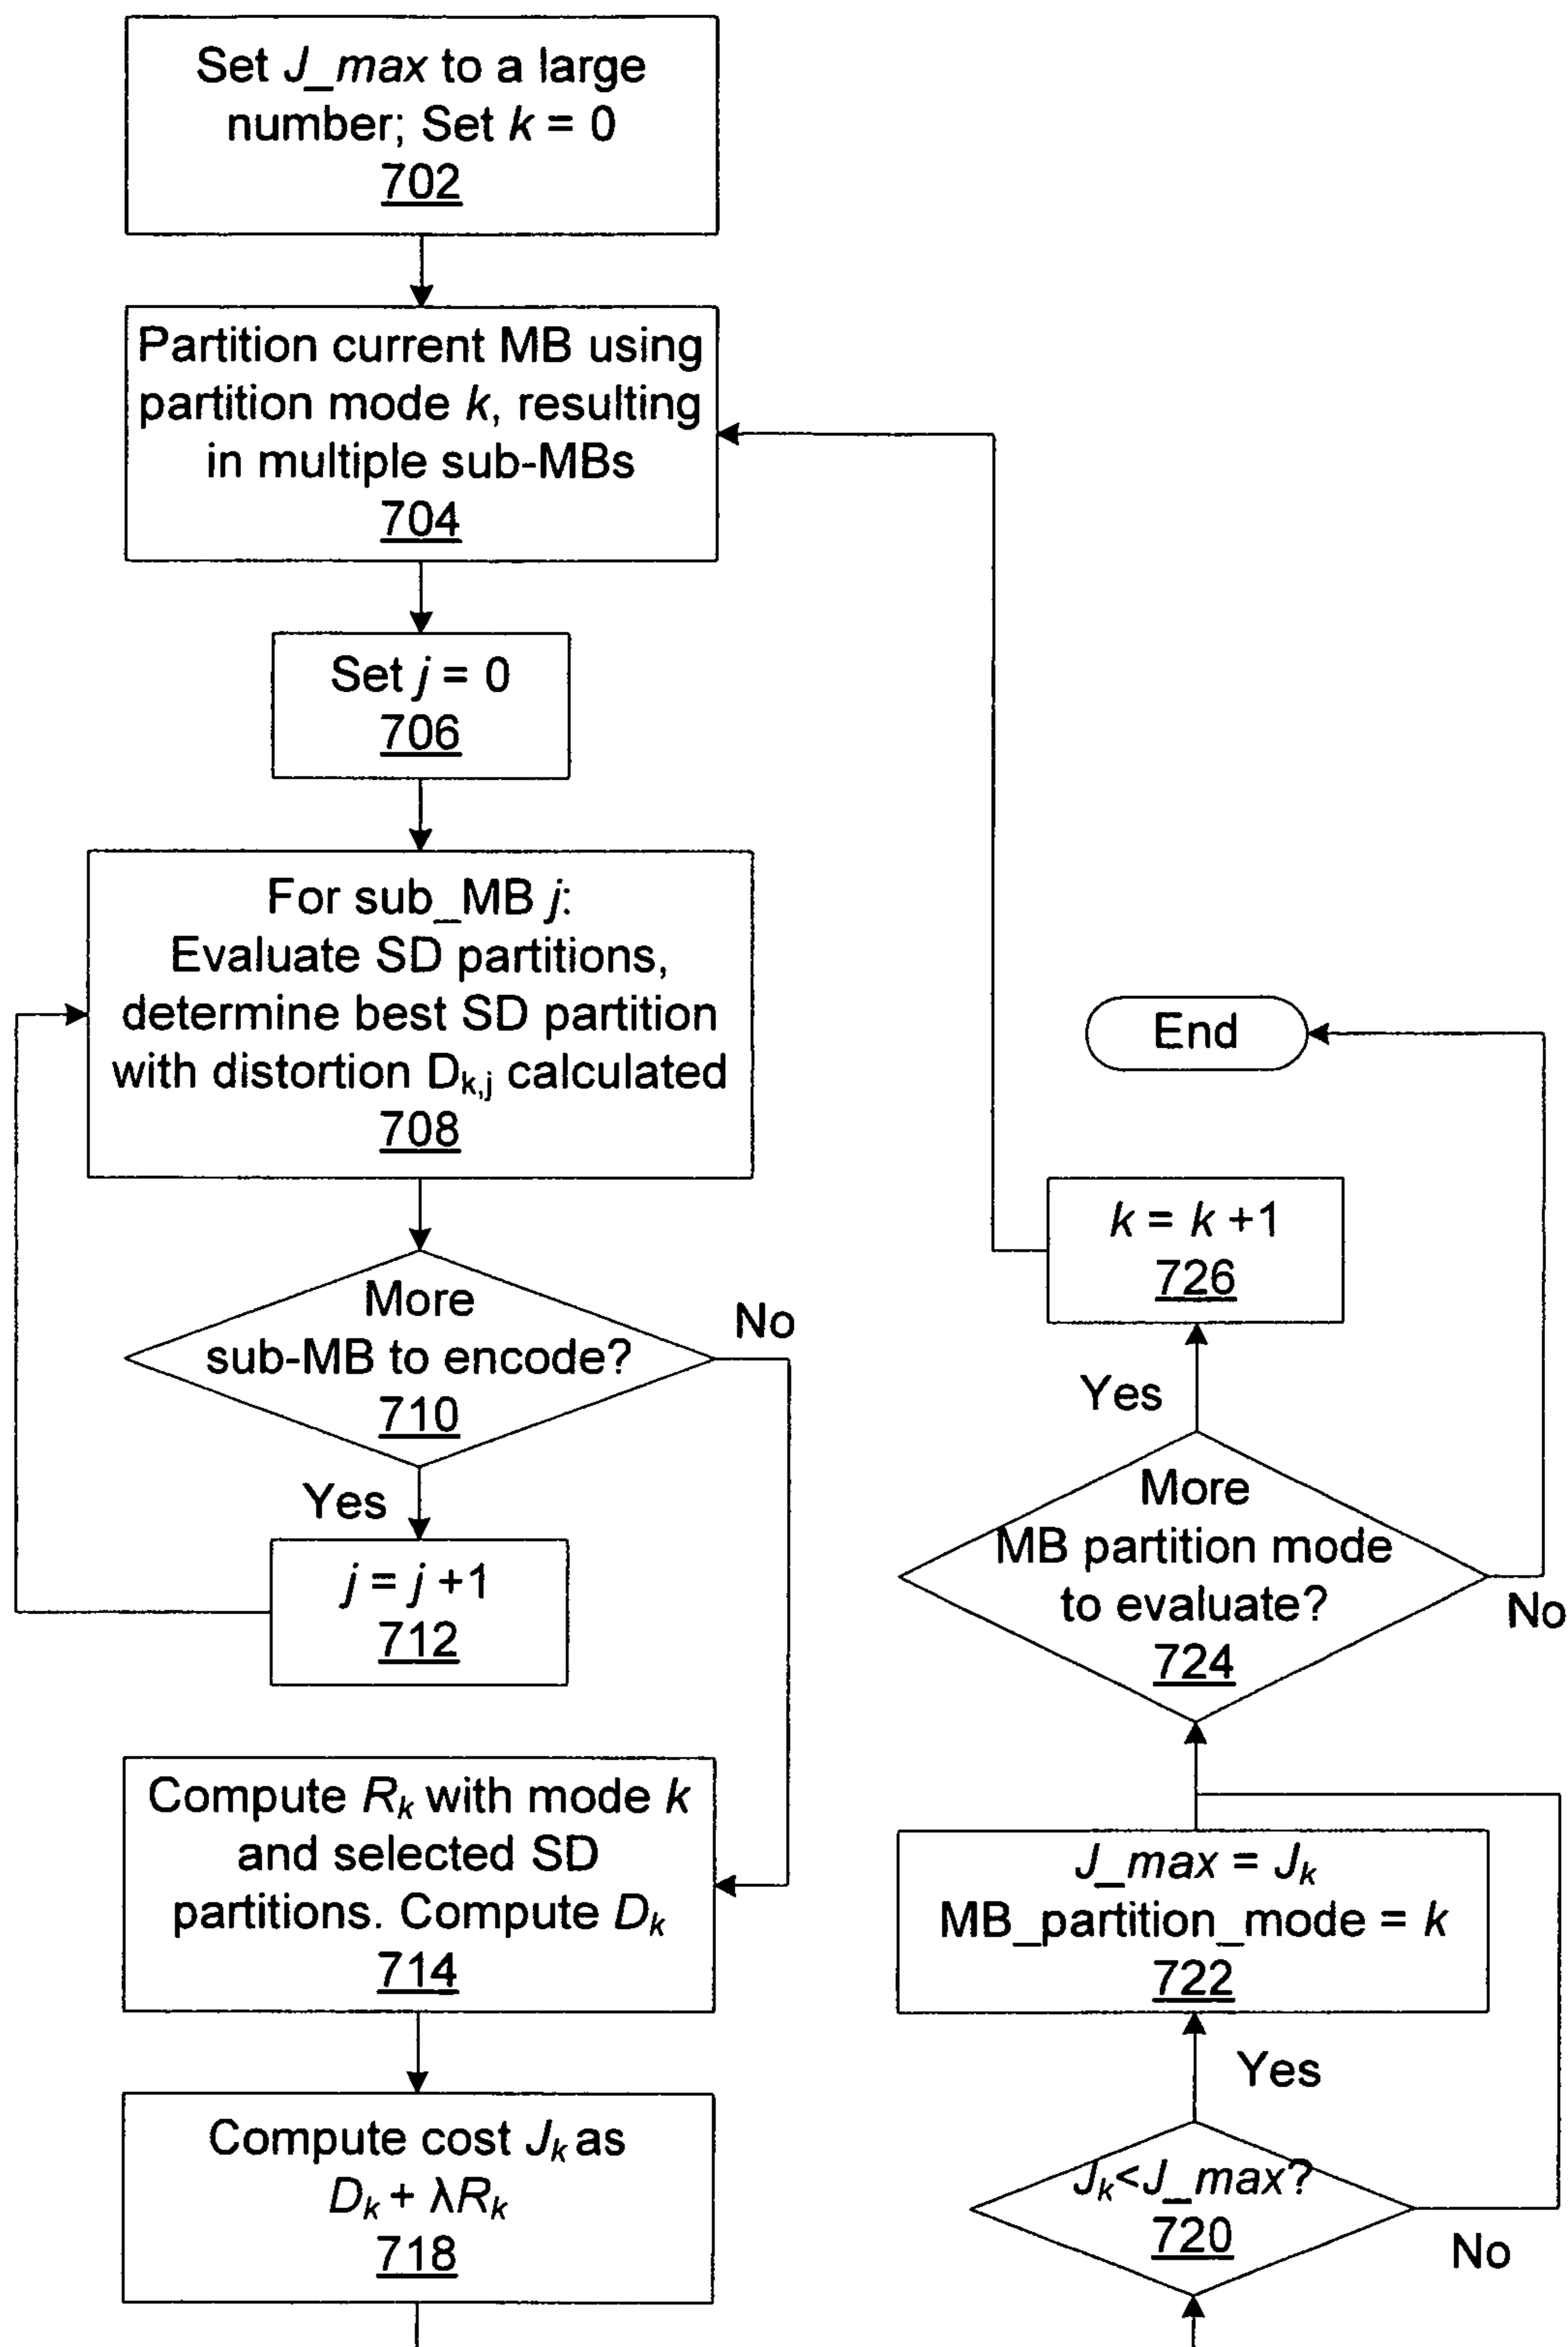 Set J_max to a large
number; Set k = 0
702
Partition current MB using
partition mode k, resulting
in multiple sub-MBs
704
Set j = 0
706
For sub_MB j:
Evaluate SD partitions,
determine best SD partition
with distortion Dk,j calculated
708
More
sub-MB to encode?
710
No
Yes
j = j +1
712
Compute Rk with mode k
and selected SD
partitions. Compute Dk
714
Compute cost Jk as
Dk + λRk
718
End
k = k +1
726
Yes
More
MB partition mode
to evaluate?
724
No
J_max = Jk
MB_partition_mode = k
722
Yes
Jk<J_max?
720
No